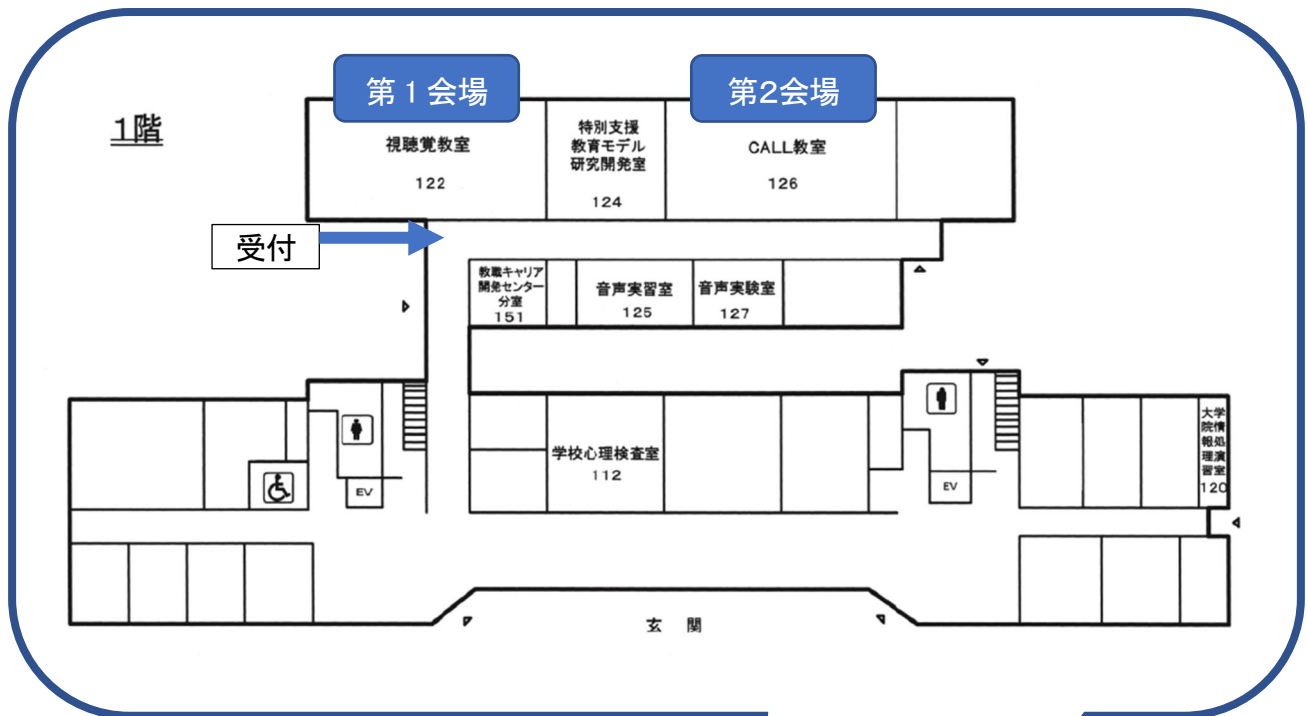 第１会場
第2会場
1階
視聴覚教室
122
特別支援
教育モデル
研究開発室
124
CALL教室
126
受付
教職キャリア
開発センター
分室
151
音声実習室
125
音声実験室
127
EV
学校心理検査室
112
EV
大学院情報処理演習室
120
玄　関